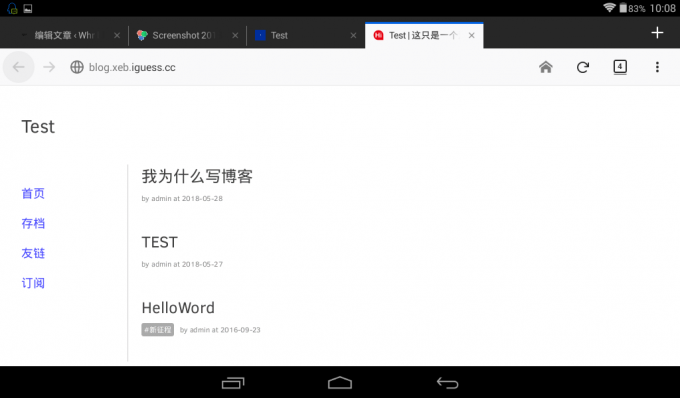 83% 10:08
编辑文章 ‹ Whr
Screenshot 20
Test
Hi
Test | 这只是一个
blog.xeb.iguess.cc
4
Test
首页
存档
友链
订阅
我为什么写博客
by admin at 2018-05-28
TEST
by admin at 2018-05-27
HelloWord
#新征程 by admin at 2016-09-23